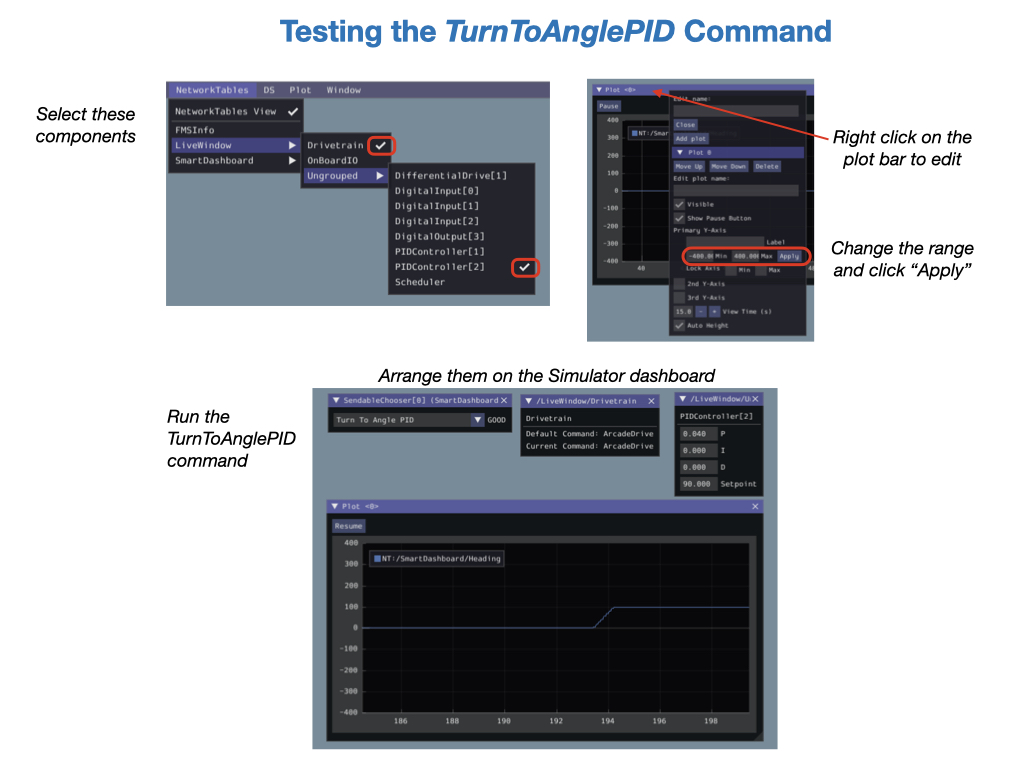 Testing the TurnToAnglePID Command
Select these
components
NetworkTables DS Plot Window
NetworkTables View
FMSInfo
LiveWindow
SmartDashboard
Drivetrain
OnBoardIO
Ungrouped
DifferentialDrive[1]
DigitalInput[0]
DigitalInput[1]
DigitalInput[2]
DigitalOutput[3]
PIDController[1]
PIDController[2]
Scheduler
Plot <0>
Pause
400
300
200
100
0
-100
-200
-300
-400
40
NT:/Smar
Edit name:
Close
Add plot
Plot 0
Move Up Move Down Delete
Edit plot name:
Visible
Show Pause Button
Primary Y-Axis
Label
-400.00 Min 400.000 Max Apply
Lock Axis Min Max
2nd Y-Axis
3rd Y-Axis
15.0 - + View Time (s)
Auto Height
Right click on the
plot bar to edit
Change the range
and click “Apply”
Arrange them on the Simulator dashboard
Run the
TurnToAnglePID
command
SendableChooser[0] (SmartDashboard
Turn To Angle PID GOOD
/LiveWindow/Drivetrain
Drivetrain
Default Command: ArcadeDrive
Current Command: ArcadeDrive
/LiveWindow/U
PIDController[2]
0.040 P
0.000 I
0.000 D
90.000 Setpoint
Plot <0>
Resume
NT:/SmartDashboard/Heading
400
300
200
100
0
-100
-200
-300
-400
186 188 190 192 194 196 198